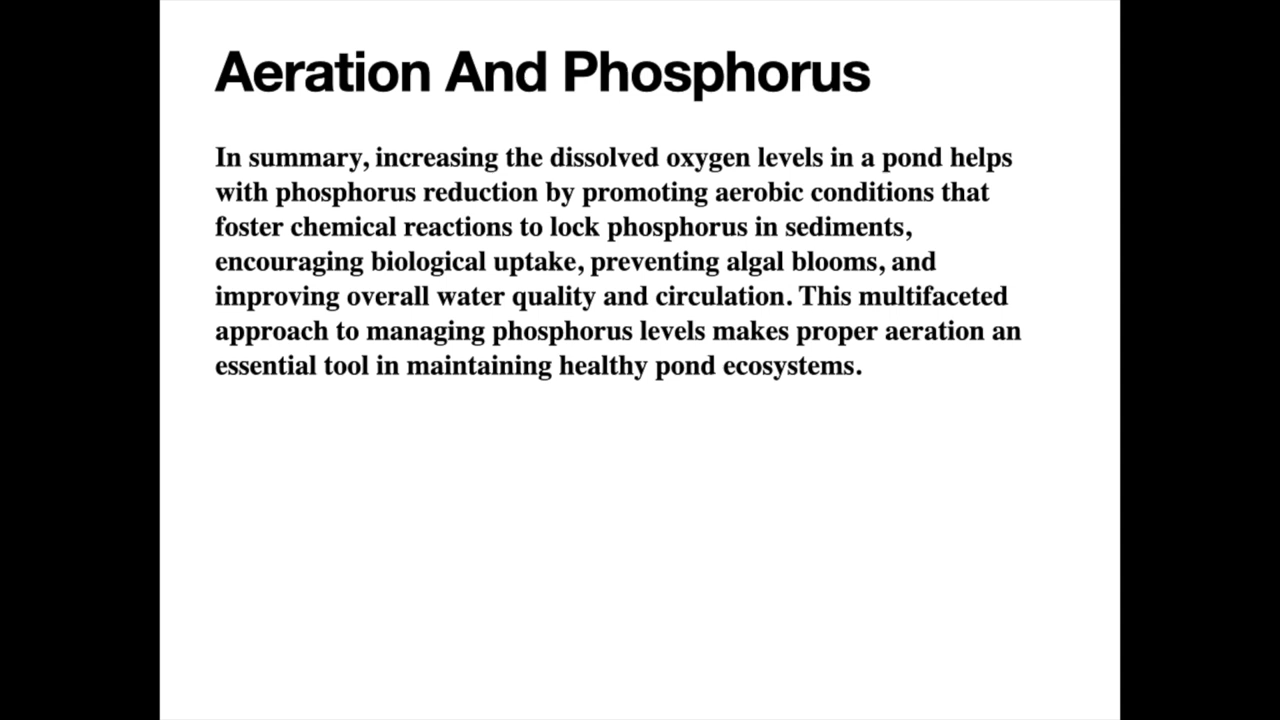 Aeration And Phosphorus
In summary, increasing the dissolved oxygen levels in a pond helps
with phosphorus reduction by promoting aerobic conditions that
foster chemical reactions to lock phosphorus in sediments,
encouraging biological uptake, preventing algal blooms, and
improving overall water quality and circulation. This multifaceted
approach to managing phosphorus levels makes proper aeration an
essential tool in maintaining healthy pond ecosystems.